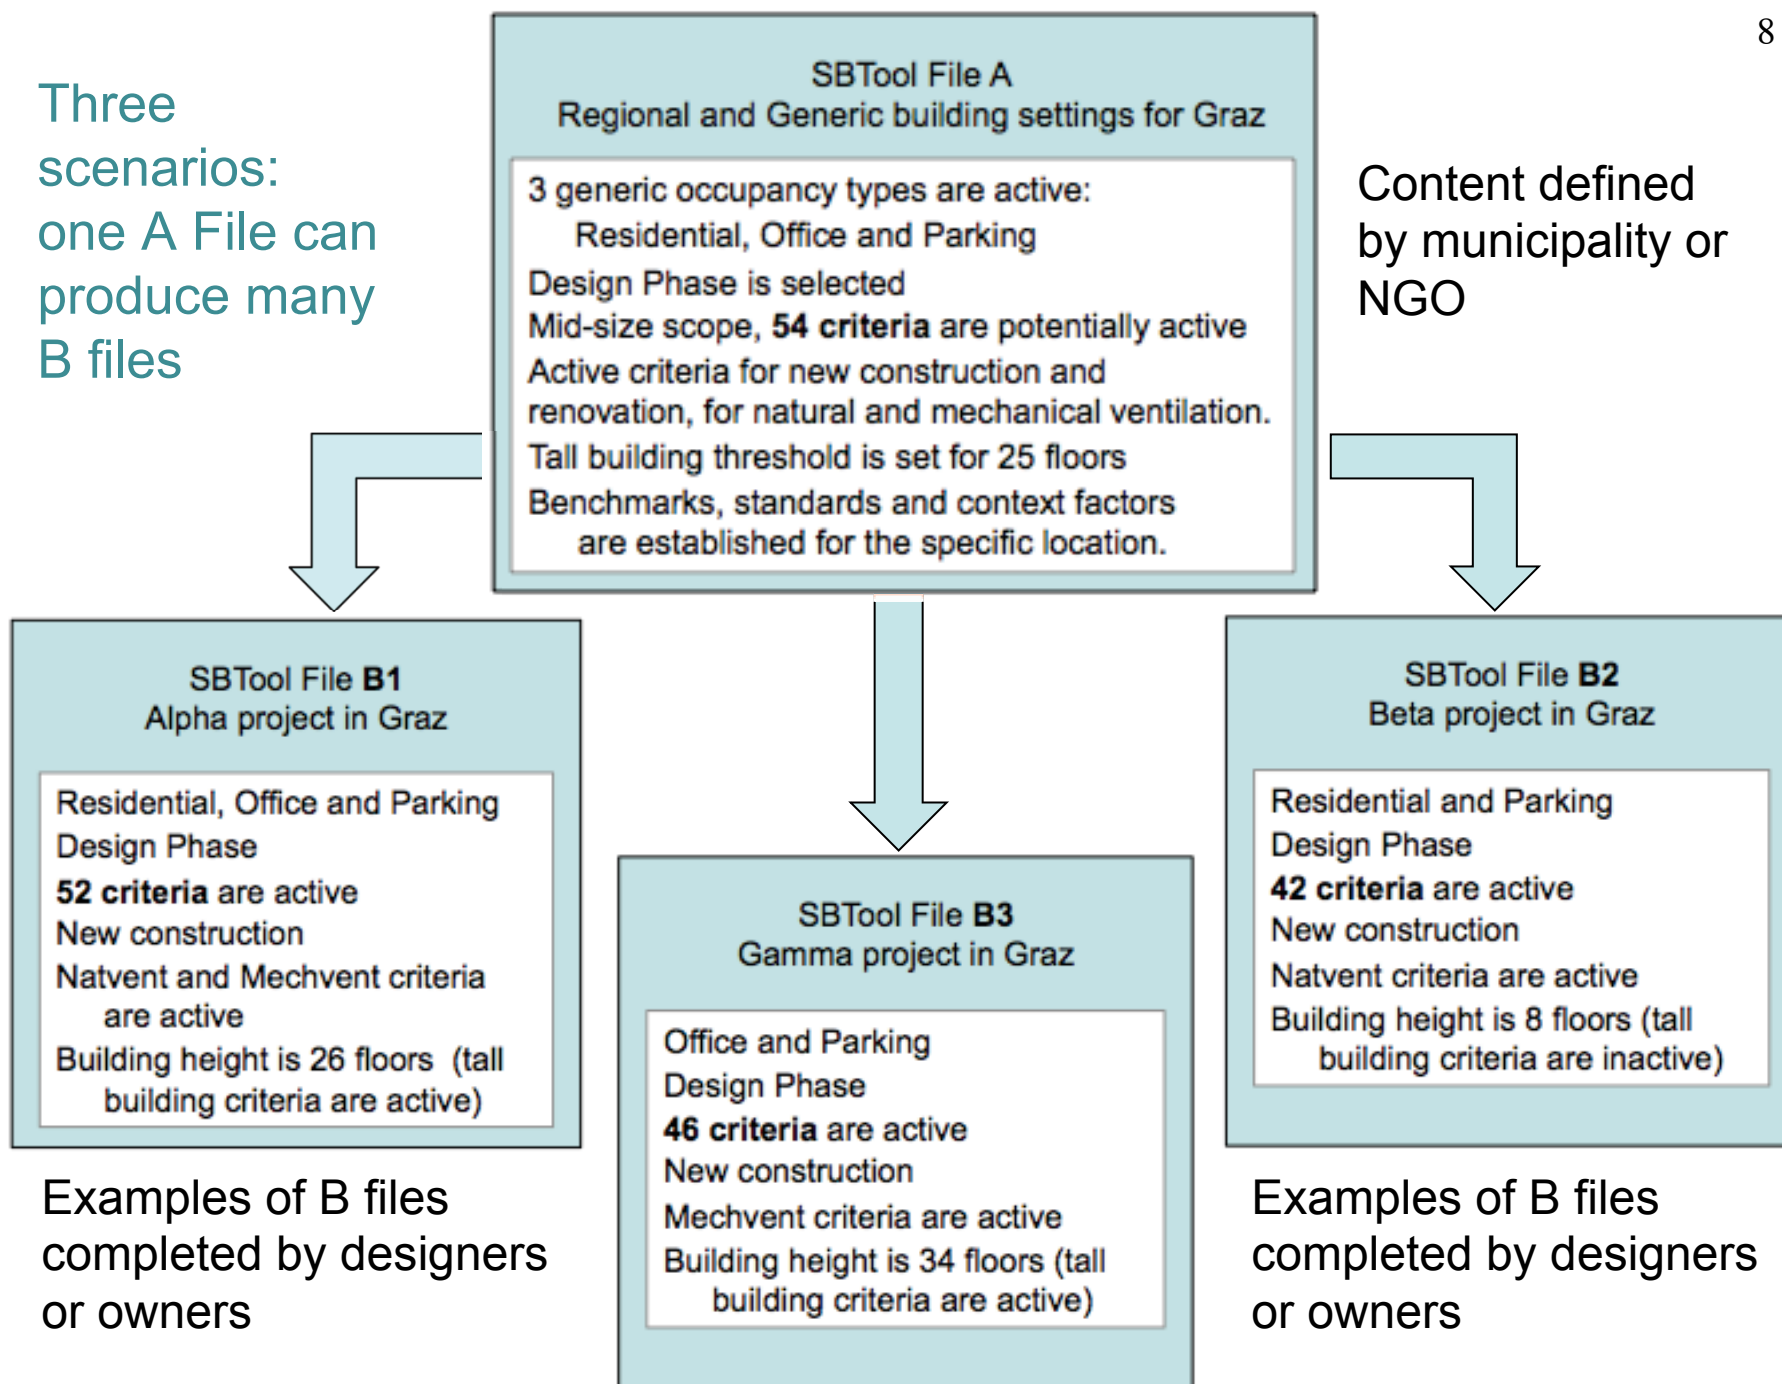 8
Three
scenarios:
one A File can
produce many
B files
SBTool File A
Regional and Generic building settings for Graz
3 generic occupancy types are active:
Residential, Office and Parking
Design Phase is selected
Mid-size scope, 54 criteria are potentially active
Active criteria for new construction and
renovation, for natural and mechanical ventilation.
Tall building threshold is set for 25 floors
Benchmarks, standards and context factors
are established for the specific location.
Content defined
by municipality or
NGO
SBTool File B1
Alpha project in Graz
Residential, Office and Parking
Design Phase
52 criteria are active
New construction
Natvent and Mechvent criteria
are active
Building height is 26 floors (tall
building criteria are active)
Examples of B files
completed by designers
or owners
SBTool File B3
Gamma project in Graz
Office and Parking
Design Phase
46 criteria are active
New construction
Mechvent criteria are active
Building height is 34 floors (tall
building criteria are active)
SBTool File B2
Beta project in Graz
Residential and Parking
Design Phase
42 criteria are active
New construction
Natvent criteria are active
Building height is 8 floors (tall
building criteria are inactive)
Examples of B files
completed by designers
or owners